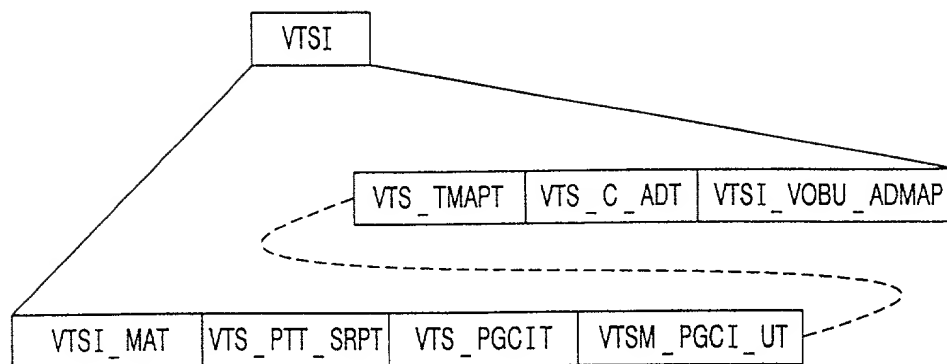 VTSI
VTS_TMAPT VTS_C_ADT VTSI_VOBU_ADMAP
VTSI_MAT VTS_PTT_SRPT VTS_PGCIT VTSM_PGCI_UT